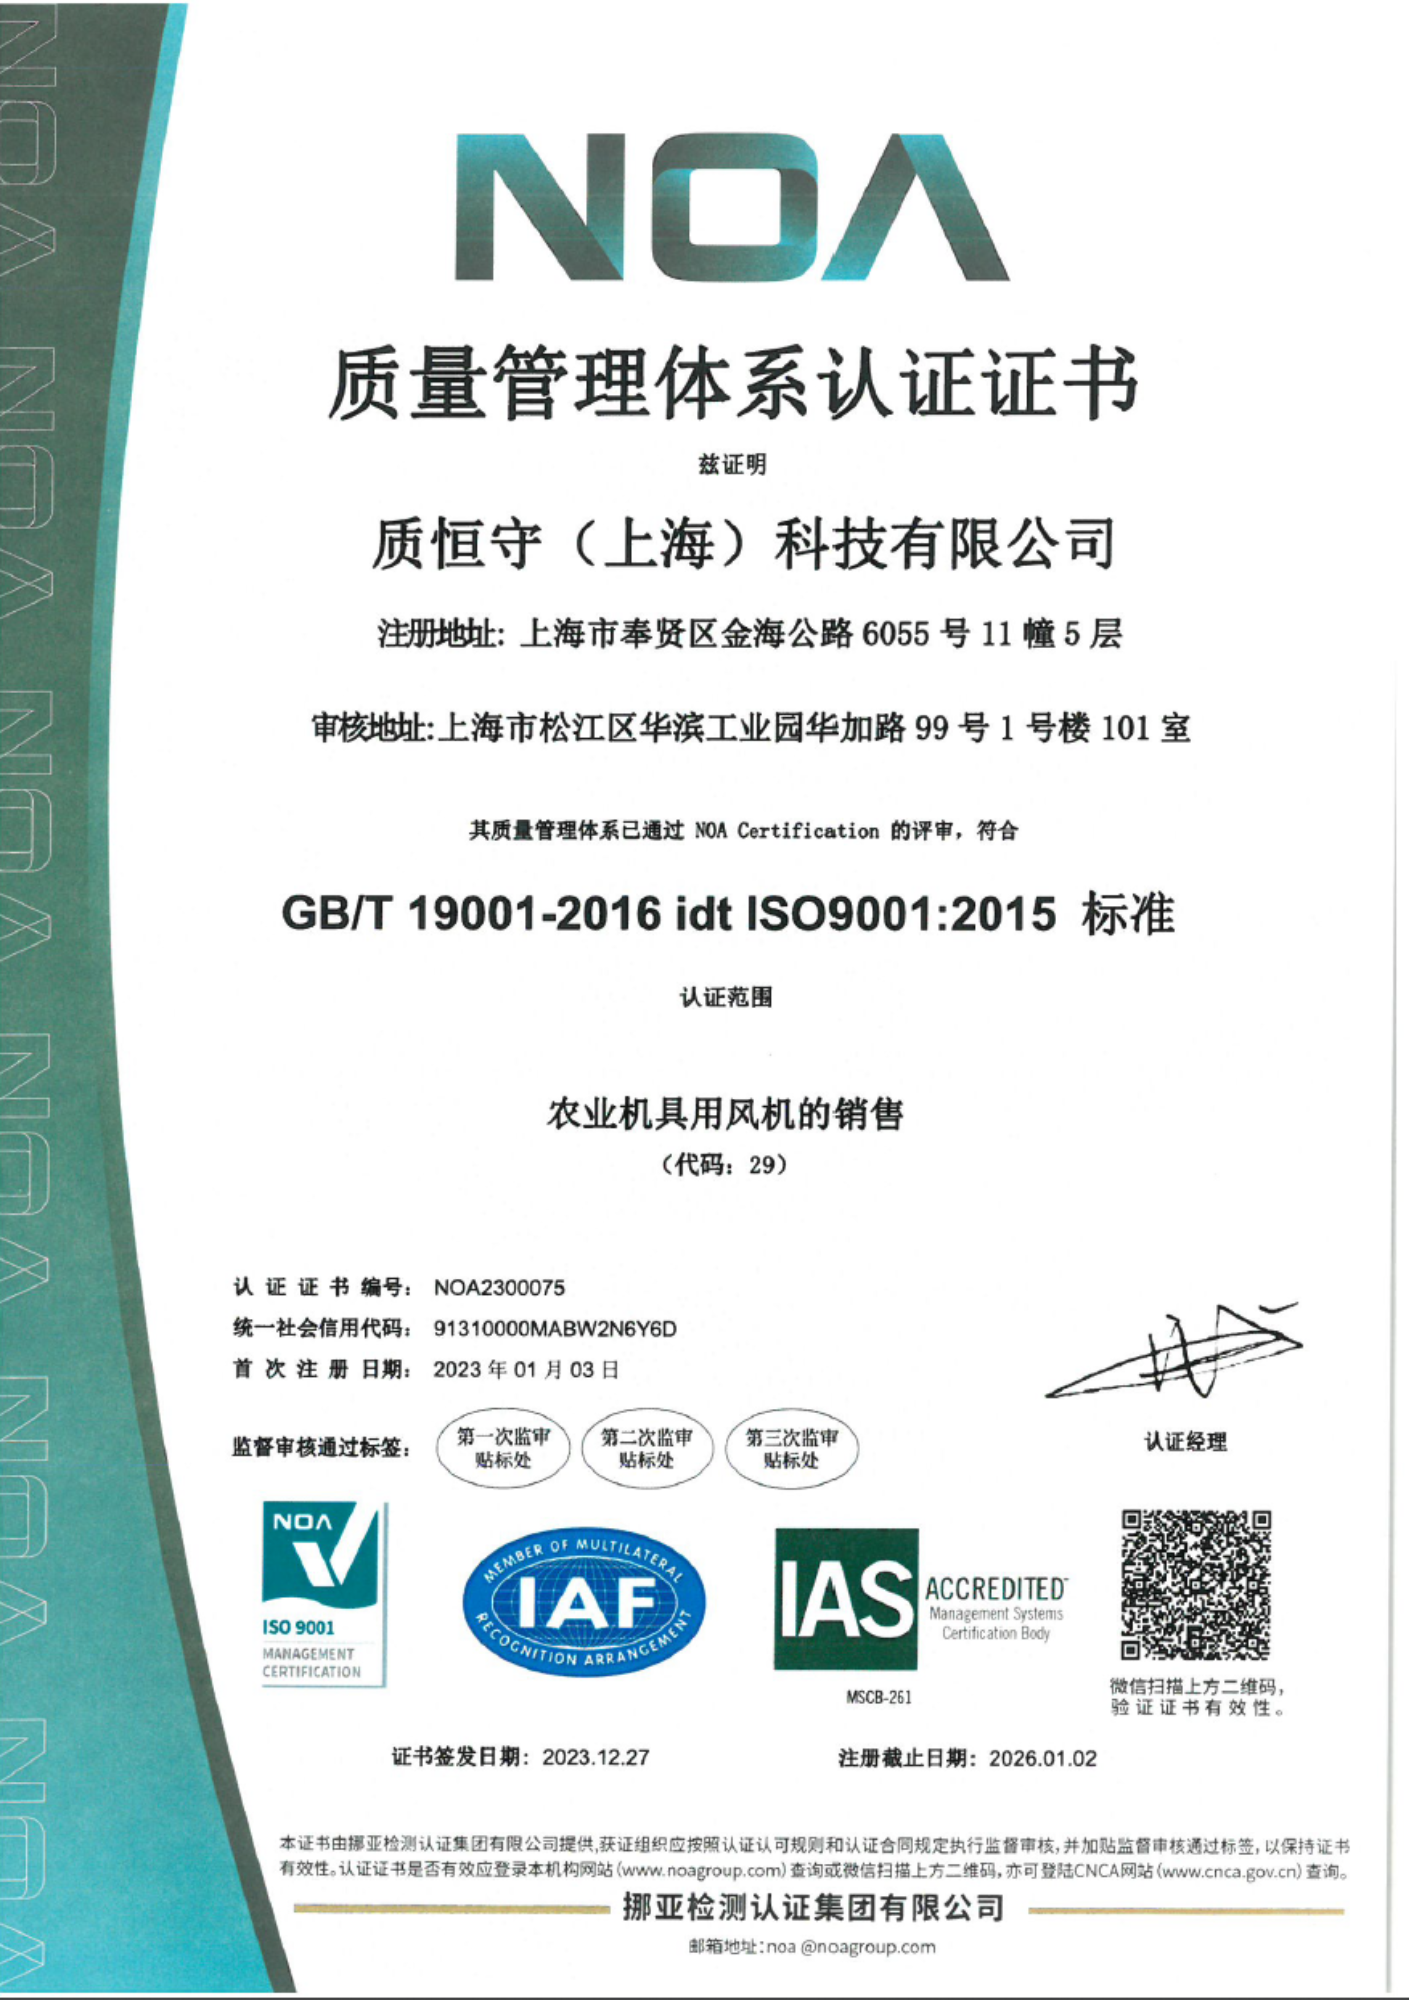 NOA
质量管理体系认证证书
兹证明
质恒守（上海）科技有限公司
注册地址: 上海市奉贤区金海公路 6055 号 11 幢 5 层
审核地址:上海市松江区华滨工业园华加路 99 号 1 号楼 101 室
其质量管理体系已通过 NOA Certification 的评审，符合
GB/T 19001-2016 idt ISO9001:2015 标准
认证范围
农业机具用风机的销售
（代码：29）
认 证 证 书 编号： NOA2300075
统一社会信用代码： 91310000MABW2N6Y6D
首 次 注 册 日期： 2023 年 01 月 03 日
监督审核通过标签：
第一次监审
贴标处
第二次监审
贴标处
第三次监审
贴标处
认证经理
NOA
ISO 9001
MANAGEMENT
CERTIFICATION
MEMBER OF MULTILATERAL
IAF
RECOGNITION ARRANGEMENT
IAS
ACCREDITED
Management Systems
Certification Body
MSCB-261
微信扫描上方二维码，
验 证 证 书 有 效 性。
证书签发日期：2023.12.27
注册截止日期：2026.01.02
本证书由挪亚检测认证集团有限公司提供,获证组织应按照认证认可规则和认证合同规定执行监督审核,并加贴监督审核通过标签,以保持证书
有效性。认证证书是否有效应登录本机构网站(www.noagroup.com)查询或微信扫描上方二维码,亦可登陆CNCA网站(www.cnca.gov.cn)查询。
挪亚检测认证集团有限公司
邮箱地址:noa @noagroup.com